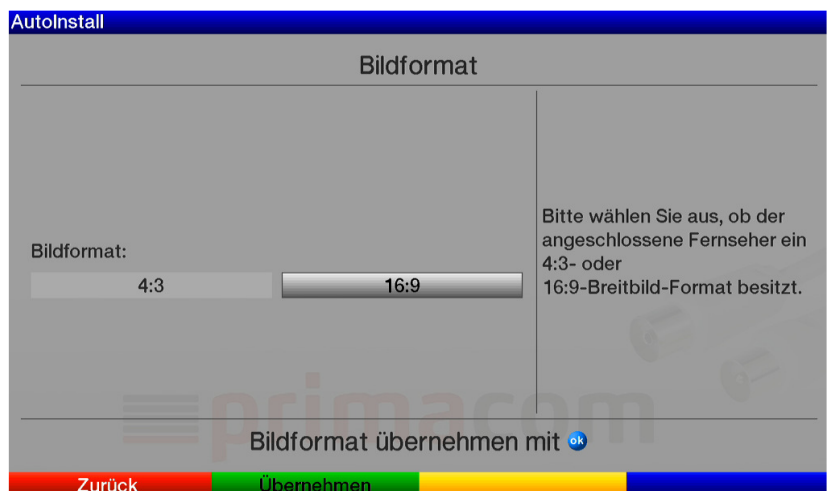 AutoInstall
Bildformat
Bildformat:
4:3
16:9
Bitte wählen Sie aus, ob der
angeschlossene Fernseher ein
4:3- oder
16:9-Breitbild-Format besitzt.
primacom
Bildformat übernehmen mit ok
Zurück
Übernehmen